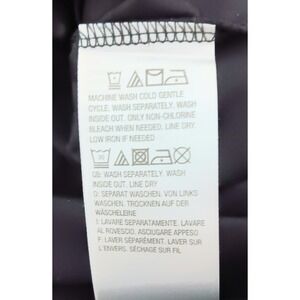 MACHINE WASH COLD GENTLE
CYCLE. WASH SEPARATELY. WASH
INSIDE OUT. ONLY NON-CHLORINE
BLEACH WHEN NEEDED. LINE DRY
LOW IRON IF NEEDED
GB: WASH SEPARATELY. WASH
INSIDE OUT. LINE DRY
D: SEPARAT WASCHEN. VON LINKS
WASCHEN. TROCKNEN AUF DER
WÄSCHELEINE
I: LAVARE SEPARATAMENTE. LAVARE
AL ROVESCIO. ASCIUGARE APPESO
F: LAVER SÉPARÉMENT. LAVER SUR
L'ENVERS. SÉCHAGE SUR FIL